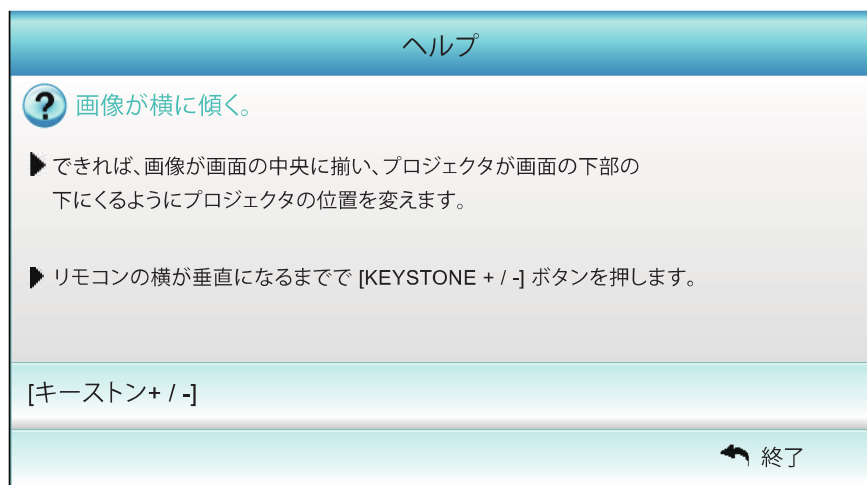 ヘルプ
? 画像が横に傾く。
できれば、画像が画面の中央に揃い、プロジェクタが画面の下部の
下にくるようにプロジェクタの位置を変えます。
リモコンの横が垂直になるまでで [KEYSTONE + / -] ボタンを押します。
[キーストン+ / -]
終了